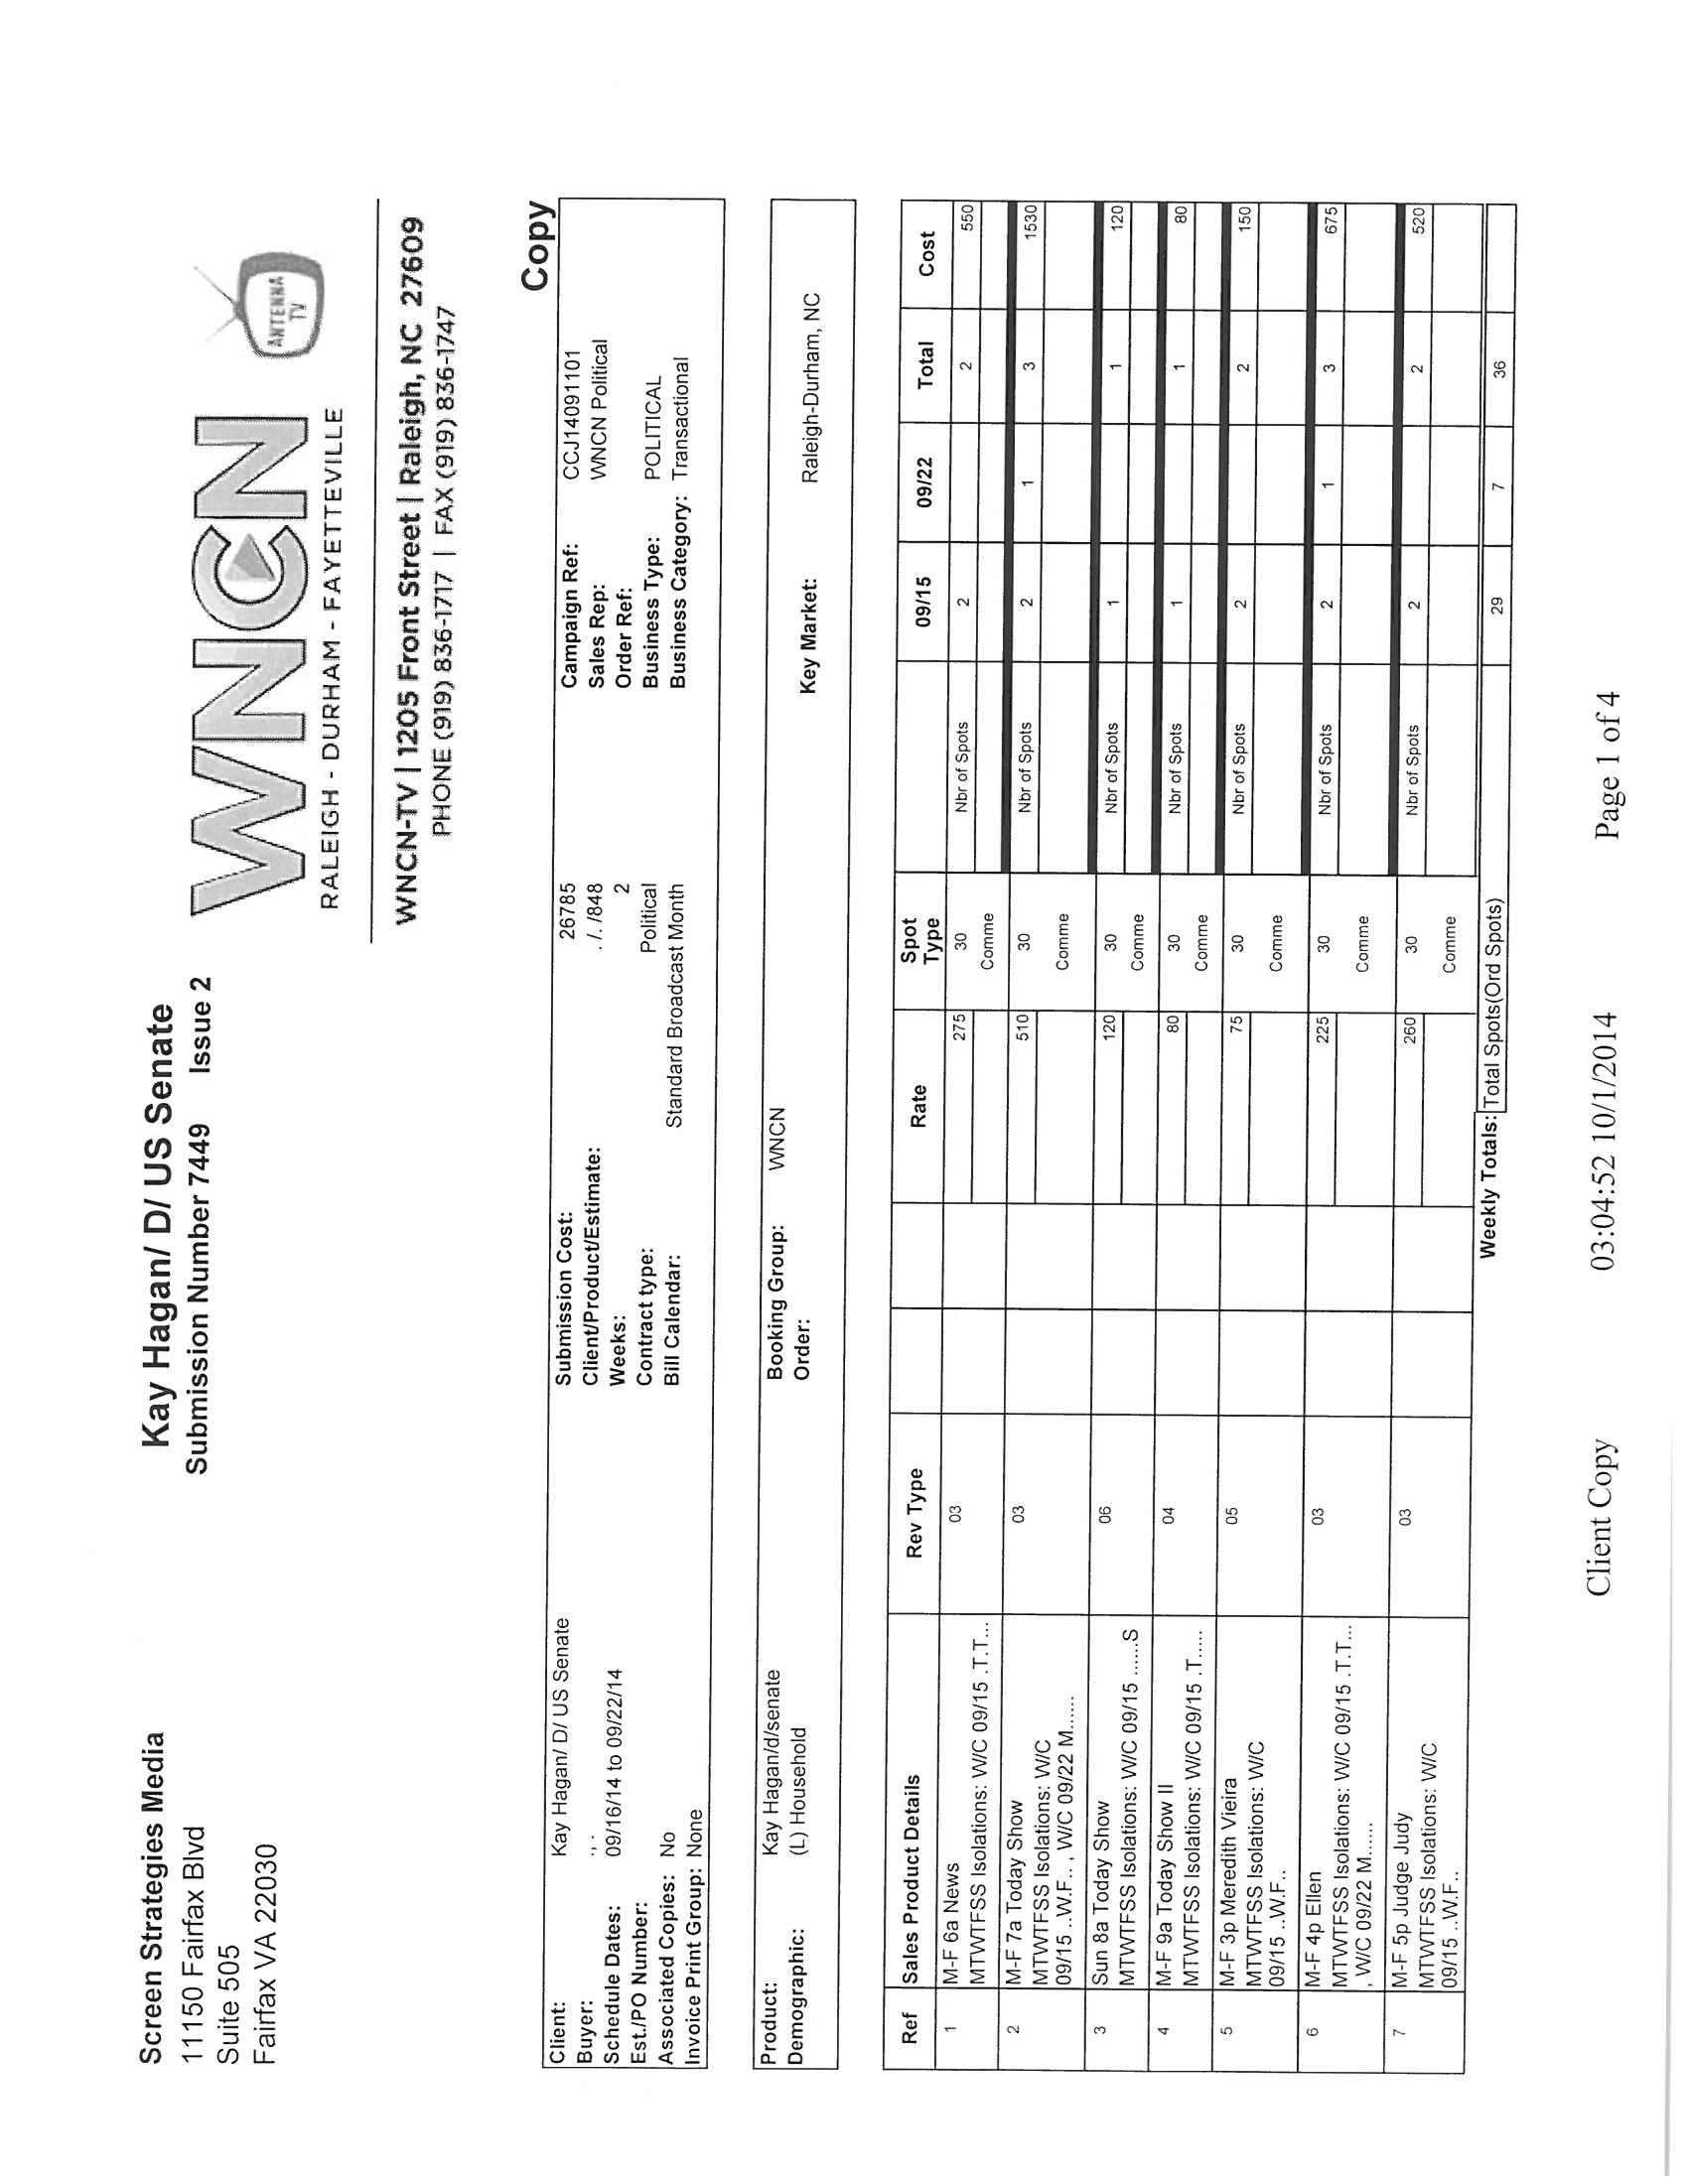 Screen Strategies Media
11150 Fairfax Blvd
Suite 505
Fairfax VA 22030
Kay Hagan/ D/ US Senate
Submission Number 7449 Issue 2
WNCN
RALEIGH - DURHAM - FAYETTEVILLE
ANTENNA
TV
WNCN-TV | 1205 Front Street | Raleigh, NC 27609
PHONE (919) 836-1717 | FAX (919) 836-1747
Copy
Client: Kay Hagan/ D/ US Senate Submission Cost: 26785 Campaign Ref: CCJ14091101
Buyer: ., . Client/Product/Estimate: . /. /848 Sales Rep: WNCN Political
Schedule Dates: 09/16/14 to 09/22/14 Weeks: 2 Order Ref:
Est./PO Number: Contract type: Political Business Type: POLITICAL
Associated Copies: No Bill Calendar: Standard Broadcast Month Business Category: Transactional
Invoice Print Group: None
Product: Kay Hagan/d/senate Booking Group: WNCN
Demographic: (L) Household Order: Key Market: Raleigh-Durham, NC
Ref Sales Product Details Rev Type Rate Spot Type 09/15 09/22 Total Cost
1 M-F 6a News 03 275 30 Nbr of Spots 2 2 550
MTWTFSS Isolations: W/C 09/15 .T.T... Comme
2 M-F 7a Today Show 03 510 30 Nbr of Spots 2 1 3 1530
MTWTFSS Isolations: W/C Comme
09/15 ..W.F.. , W/C 09/22 M......
3 Sun 8a Today Show 06 120 30 Nbr of Spots 1 1 120
MTWTFSS Isolations: W/C 09/15 ......S Comme
4 M-F 9a Today Show II 04 80 30 Nbr of Spots 1 1 80
MTWTFSS Isolations: W/C 09/15 .T..... Comme
5 M-F 3p Meredith Vieira 05 75 30 Nbr of Spots 2 2 150
MTWTFSS Isolations: W/C Comme
09/15 ..W.F..
6 M-F 4p Ellen 03 225 30 Nbr of Spots 2 1 3 675
MTWTFSS Isolations: W/C 09/15 .T.T... Comme
, W/C 09/22 M......
7 M-F 5p Judge Judy 03 260 30 Nbr of Spots 2 2 520
MTWTFSS Isolations: W/C Comme
09/15 ..W.F..
Weekly Totals: Total Spots(Ord Spots) 29 7 36
Client Copy 03:04:52 10/1/2014 Page 1 of 4